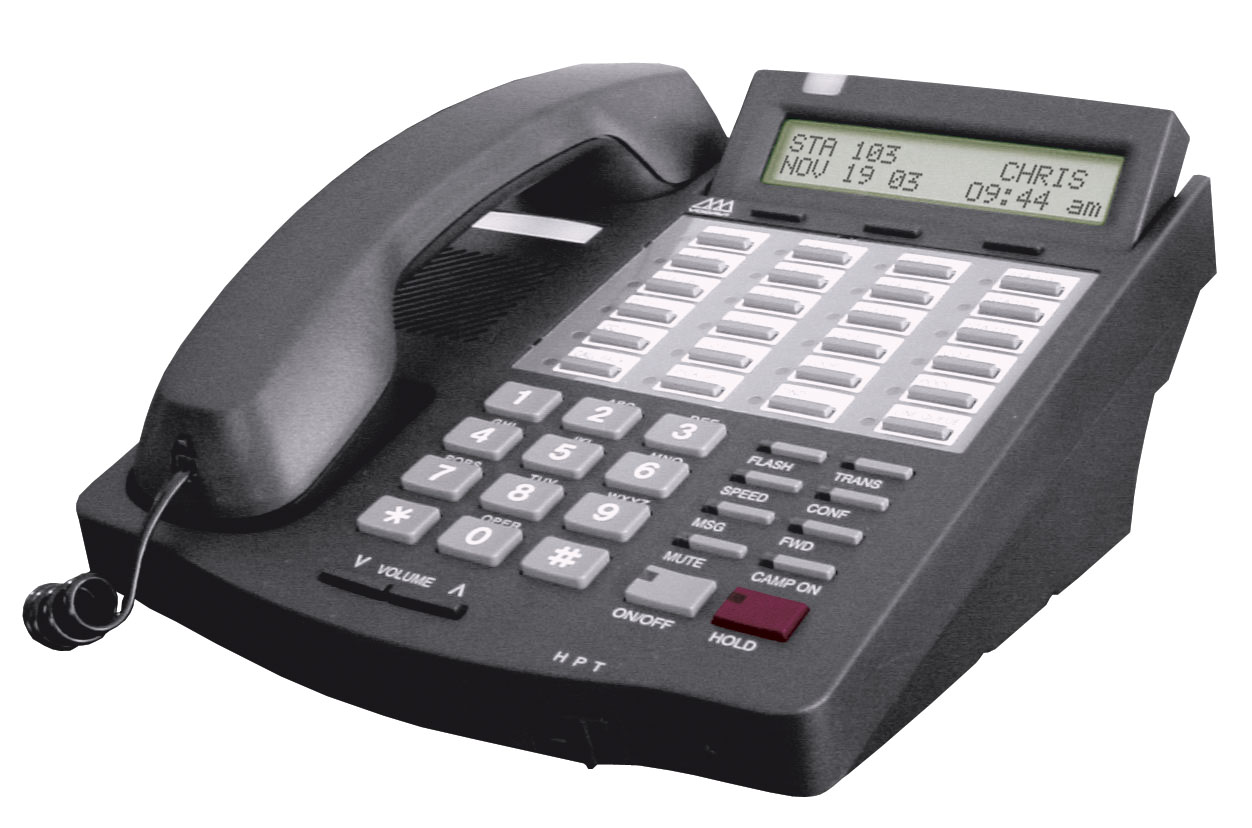 STA 103 CHRIS
NOV 19 03 09:44 am
1 2 3
4 5 6
7 8 9
* 0 #
OPER
FLASH TRANS
SPEED CONF
MSG FWD
MUTE CAMP ON
ON/OFF HOLD
V VOLUME Λ
HPT